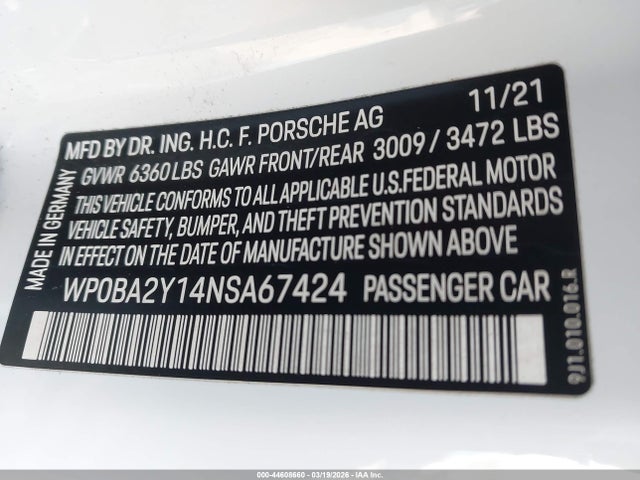 11/21
MFD BY DR. ING. H.C. F. PORSCHE AG
GVWR 6360 LBS GAWR FRONT/REAR 3009 / 3472 LBS
THIS VEHICLE CONFORMS TO ALL APPLICABLE U.S. FEDERAL MOTOR
VEHICLE SAFETY, BUMPER, AND THEFT PREVENTION STANDARDS
IN EFFECT ON THE DATE OF MANUFACTURE SHOWN ABOVE
WP0BA2Y14NSA67424 PASSENGER CAR
MADE IN GERMANY
9J1.010.016.R
000-44608660 - 03/19/2026 - IAA Inc.